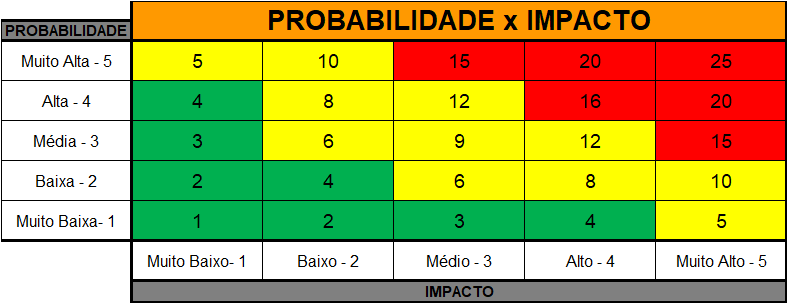 PROBABILIDADE x IMPACTO
PROBABILIDADE
Muito Alta - 5 5 10 15 20 25
Alta - 4 4 8 12 16 20
Média - 3 3 6 9 12 15
Baixa - 2 2 4 6 8 10
Muito Baixa- 1 1 2 3 4 5
Muito Baixo- 1 Baixo - 2 Médio - 3 Alto - 4 Muito Alto - 5
IMPACTO